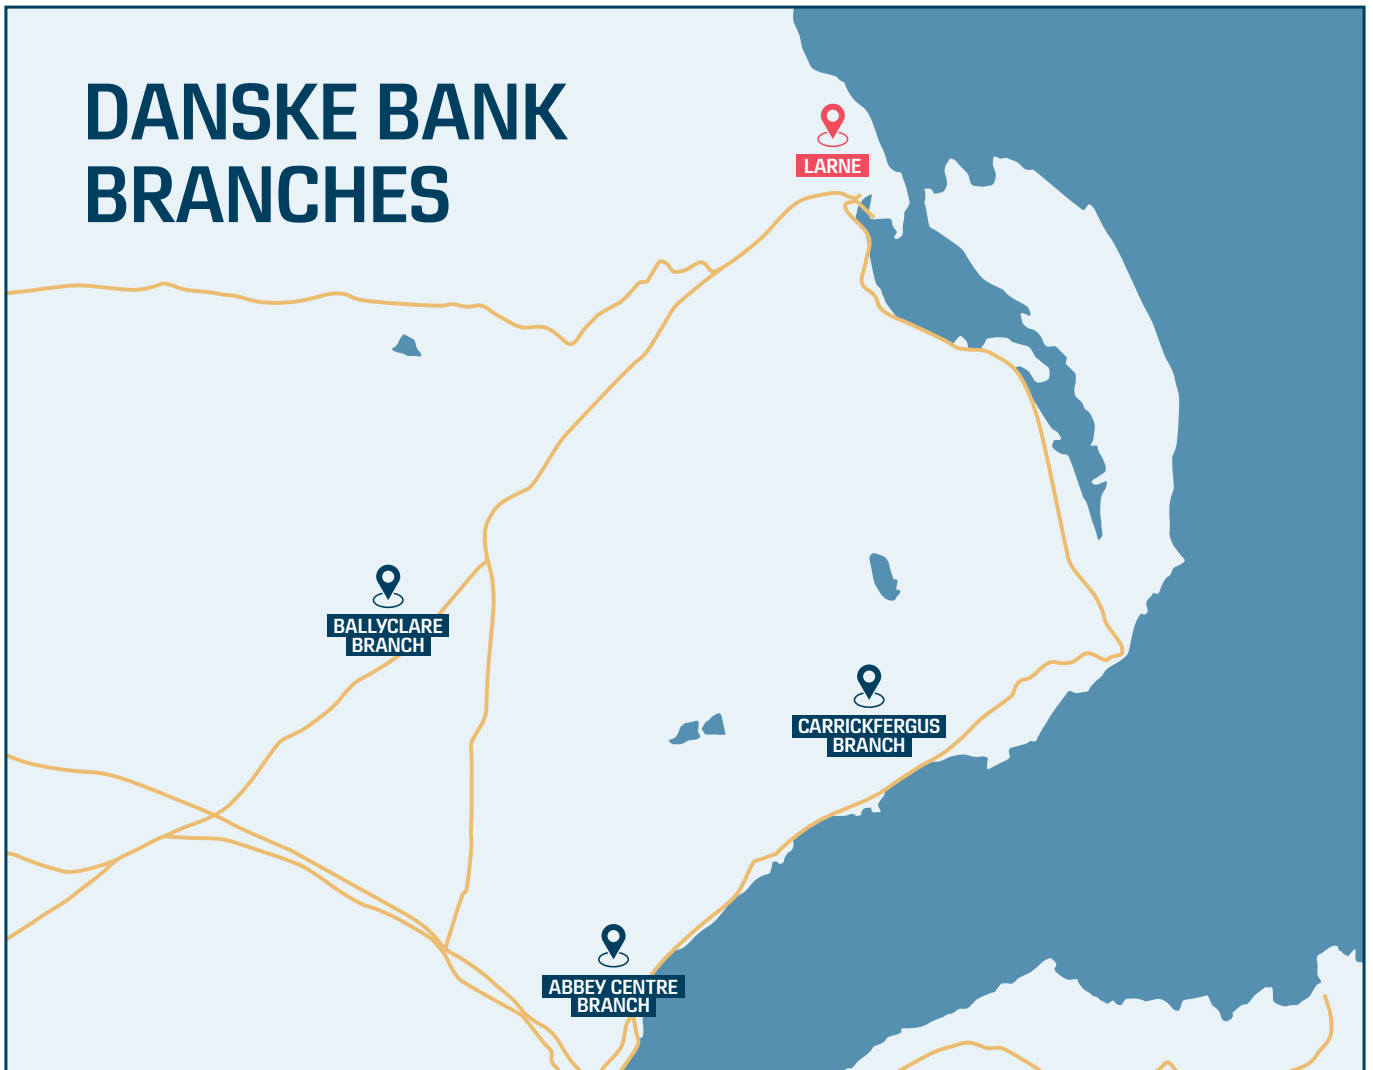 DANSKE BANK
BRANCHES
LARNE
BALLYCLARE
BRANCH
CARRICKFERGUS
BRANCH
ABBEY CENTRE
BRANCH